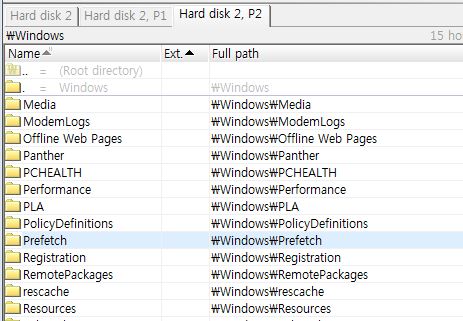 Hard disk 2 Hard disk 2, P1 Hard disk 2, P2
₩Windows 15 ho
Name Ext. Full path
.. = (Root directory)
. = Windows ₩Windows
Media ₩Windows₩Media
ModemLogs ₩Windows₩ModemLogs
Offline Web Pages ₩Windows₩Offline Web Pages
Panther ₩Windows₩Panther
PCHEALTH ₩Windows₩PCHEALTH
Performance ₩Windows₩Performance
PLA ₩Windows₩PLA
PolicyDefinitions ₩Windows₩PolicyDefinitions
Prefetch ₩Windows₩Prefetch
Registration ₩Windows₩Registration
RemotePackages ₩Windows₩RemotePackages
rescache ₩Windows₩rescache
Resources ₩Windows₩Resources